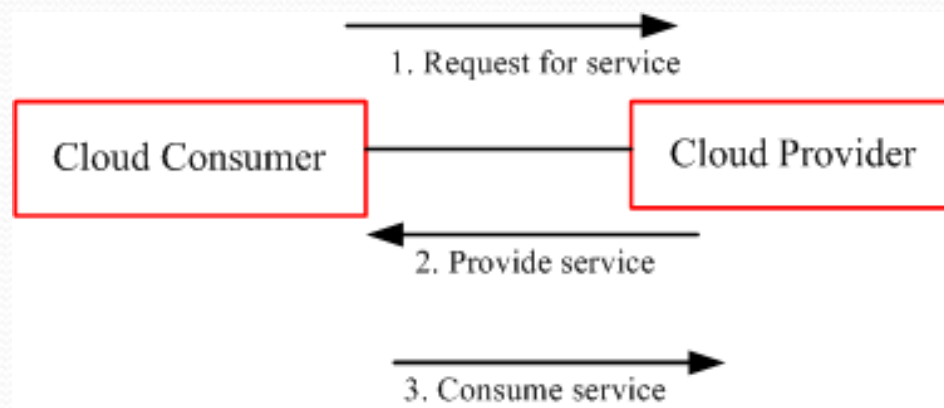 1. Request for service
Cloud Consumer
Cloud Provider
2. Provide service
3. Consume service